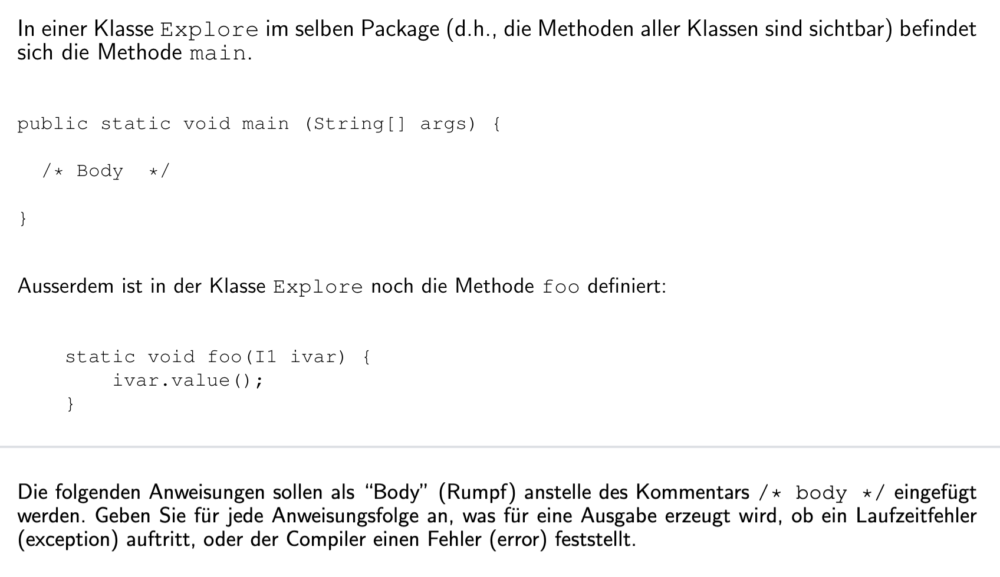 In einer Klasse Explore im selben Package (d.h., die Methoden aller Klassen sind sichtbar) befindet
sich die Methode main.
public static void main (String[] args) {
/* Body  */
}
Ausserdem ist in der Klasse Explore noch die Methode foo definiert:
static void foo(I1 ivar) {
ivar.value();
}
Die folgenden Anweisungen sollen als “Body” (Rumpf) anstelle des Kommentars /* body */ eingefügt
werden. Geben Sie für jede Anweisungsfolge an, was für eine Ausgabe erzeugt wird, ob ein Laufzeitfehler
(exception) auftritt, oder der Compiler einen Fehler (error) feststellt.